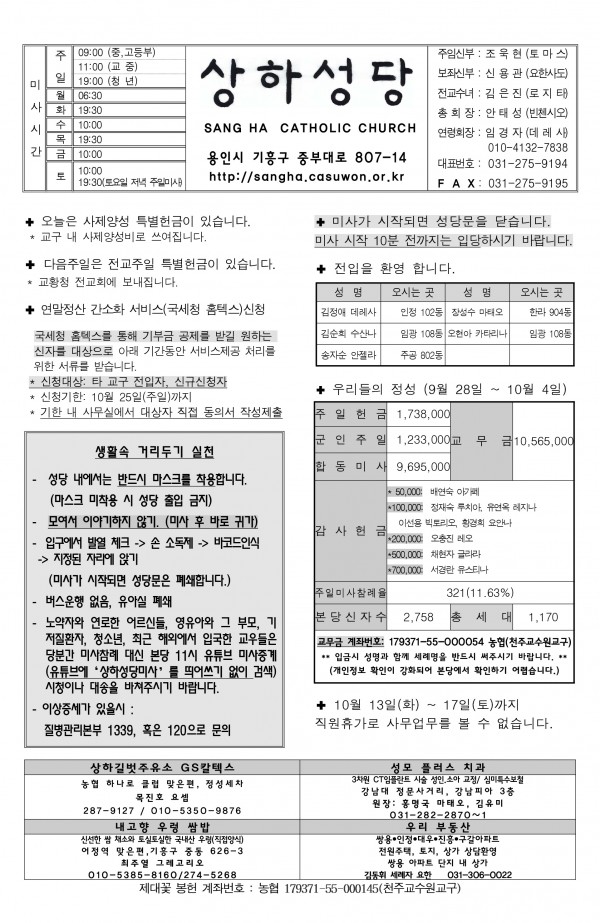 미사시간
주일 09:00 (중,고등부)
11:00 (교 중)
19:00 (청 년)
월 06:30
화 19:30
수 10:00
목 19:30
금 10:00
토 10:00
19:30(토요일 저녁 주일미사)
상하성당
SANG HA CATHOLIC CHURCH
용인시 기흥구 중부대로 807-14
http://sangha.casuwon.or.kr
주임신부 : 조 욱 현 (토 마 스)
보좌신부 : 신 용 관 (요한사도)
전교수녀 : 김 은 진 (로 지 타)
총 회 장 : 안 태 성 (빈첸시오)
연령회장 : 임 경 자 (데 레 사)
010-4132-7838
대표번호 : 031-275-9194
F A X : 031-275-9195
✚ 오늘은 사제양성 특별헌금이 있습니다.
* 교구 내 사제양성비로 쓰여집니다.
✚ 다음주일은 전교주일 특별헌금이 있습니다.
* 교황청 전교회에 보내집니다.
✚ 연말정산 간소화 서비스(국세청 홈텍스)신청
국세청 홈텍스를 통해 기부금 공제를 받길 원하는
신자를 대상으로 아래 기간동안 서비스제공 처리를
위한 서류를 받습니다.
* 신청대상: 타 교구 전입자, 신규신청자
* 신청기한: 10월 25일(주일)까지
* 기한 내 사무실에서 대상자 직접 동의서 작성제출
생활속 거리두기 실천
- 성당 내에서는 반드시 마스크를 착용합니다.
(마스크 미착용 시 성당 출입 금지)
- 모여서 이야기하지 않기. (미사 후 바로 귀가)
- 입구에서 발열 체크 -> 손 소독제 -> 바코드인식
-> 지정된 자리에 앉기
(미사가 시작되면 성당문은 폐쇄합니다.)
- 버스운행 없음, 유아실 폐쇄
- 노약자와 연로한 어르신들, 영유아와 그 부모, 기
저질환자, 청소년, 최근 해외에서 입국한 교우들은
당분간 미사참례 대신 본당 11시 유튜브 미사중계
(유튜브에 '상하성당미사' 를 띄어쓰기 없이 검색)
시청이나 대송을 바쳐주시기 바랍니다.
- 이상증세가 있을시 :
질병관리본부 1339, 혹은 120으로 문의
✚ 미사가 시작되면 성당문을 닫습니다.
미사 시작 10분 전까지는 입당하시기 바랍니다.
✚ 전입을 환영 합니다.
성 명 오시는 곳 성 명 오시는 곳
김정애 데레사 인정 102동 장성수 마태오 한라 904동
김순희 수산나 임광 108동 오현아 카타리나 임광 108동
송자순 안젤라 주공 802동
✚ 우리들의 정성 (9월 28일 ~ 10월 4일)
주 일 헌 금 1,738,000
군 인 주 일 1,233,000 교 무 금 10,565,000
합 동 미 사 9,695,000
감 사 헌 금
* 50,000: 배연숙 아가페
*100,000: 정재숙 루치아, 유연옥 레지나
이선용 빅토리오, 황경희 요안나
*200,000: 오충진 레오
*500,000: 채현자 글라라
*700,000: 서경란 유스티나
주일미사참례율 321(11.63%)
본 당 신 자 수 2,758 총 세 대 1,170
교무금 계좌번호: 179371-55-000054 농협(천주교수원교구)
** 입금시 성명과 함께 세례명을 반드시 써주시기 바랍니다. **
(개인정보 확인이 강화되어 본당에서 확인하기 어렵습니다.)
✚ 10월 13일(화) ~ 17일(토)까지
직원휴가로 사무업무를 볼 수 없습니다.
상하길벗주유소 GS칼텍스
농협 하나로 클럽 맞은편, 정성세차
목진호 요셉
287-9127 / 010-5350-9876
성모 플러스 치과
3차원 CT임플란트 시술 성인,소아 교정/ 심미특수보철
강남대 정문사거리, 강남피아 3층
원장: 홍명국 마태오, 김유미
031-282-2870~1
내고향 우렁 쌈밥
신선한 쌈 채소와 토실토실한 국내산 우렁(직접양식)
어정역 맞은편,기흥구 중동 626-3
최주열 그레고리오
010-5385-8160/274-5268
우리 부동산
쌍용●인정●대우●진흥●구갈아파트
전원주택, 토지, 상가 상담환영
쌍용 아파트 단지 내 상가
김동휘 세례자 요한 031-306-0022
제대꽃 봉헌 계좌번호 : 농협 179371-55-000145(천주교수원교구)